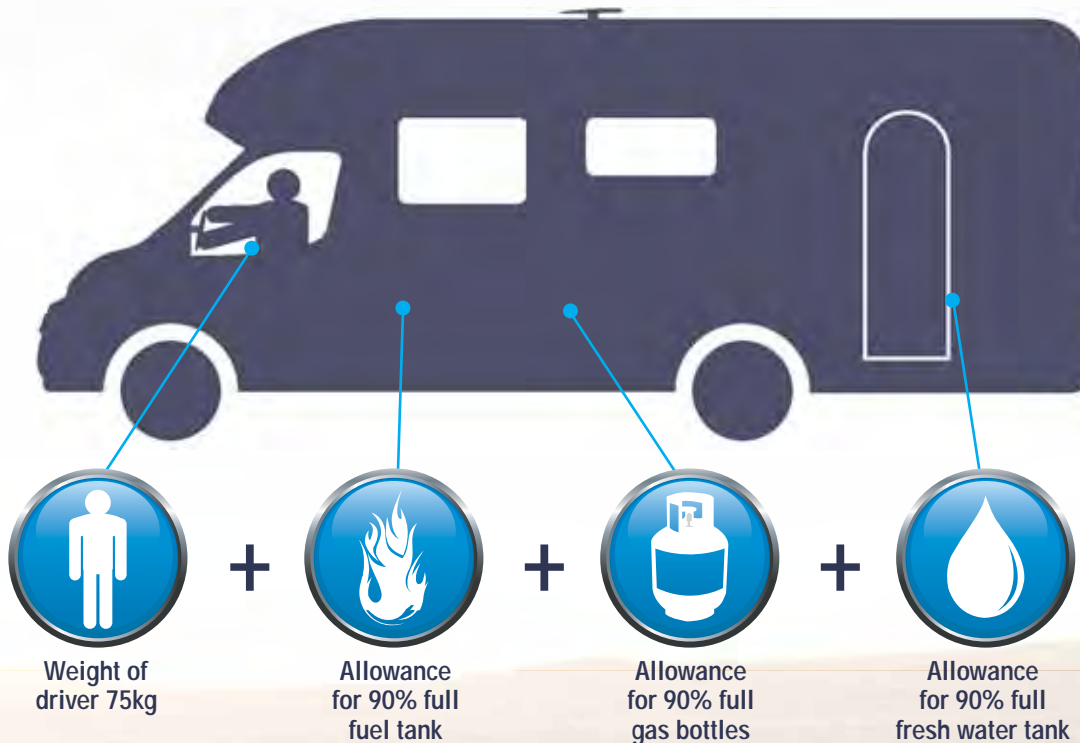 + + +
Weight of
driver 75kg
Allowance
for 90% full
fuel tank
Allowance
for 90% full
gas bottles
Allowance
for 90% full
fresh water tank